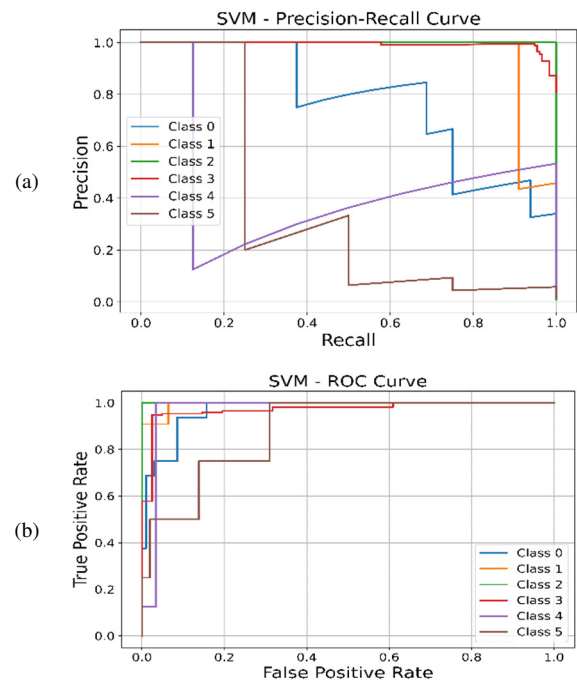 SVM - Precision-Recall Curve
(a)
Precision
1.0
0.8
0.6
0.4
0.2
0.0
Class 0
Class 1
Class 2
Class 3
Class 4
Class 5
0.0 0.2 0.4 0.6 0.8 1.0
Recall
SVM - ROC Curve
(b)
True Positive Rate
1.0
0.8
0.6
0.4
0.2
0.0
Class 0
Class 1
Class 2
Class 3
Class 4
Class 5
0.0 0.2 0.4 0.6 0.8 1.0
False Positive Rate